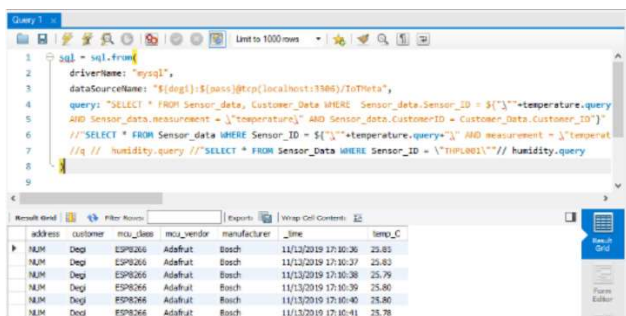 Query 1
Limit to 1000 rows
1 sql = sql.from(
2 driverName: "mysql",
3 dataSourceName: "${degi}:${pass}@tcp(localhost:3306)/IoTMeta",
4 query: "SELECT * FROM Sensor_data, Customer_Data WHERE Sensor_data.Sensor_ID = ${"\""+temperature.query
5 AND Sensor_data.measurement = \"temperature\" AND Sensor_data.CustomerID = Customer_Data.Customer_ID"}"
6 //"SELECT * FROM Sensor_data WHERE Sensor_ID = ${"\""+temperature.query+"\" AND measurement = \"temperat
7 //q // humidity.query //"SELECT * FROM Sensor_Data WHERE Sensor_ID = \"THPL001\""// humidity.query
8 )
9
Result Grid Filter Rows: Export: Wrap Cell Content:
address customer mcu_class mcu_vendor manufacturer _time temp_C
NUM Degi ESP8266 Adafruit Bosch 11/13/2019 17:10:36 25.83
NUM Degi ESP8266 Adafruit Bosch 11/13/2019 17:10:37 25.83
NUM Degi ESP8266 Adafruit Bosch 11/13/2019 17:10:38 25.79
NUM Degi ESP8266 Adafruit Bosch 11/13/2019 17:10:39 25.80
NUM Degi ESP8266 Adafruit Bosch 11/13/2019 17:10:40 25.80
NUM Degi ESP8266 Adafruit Bosch 11/13/2019 17:10:41 25.78
Result
Grid
Form
Editor